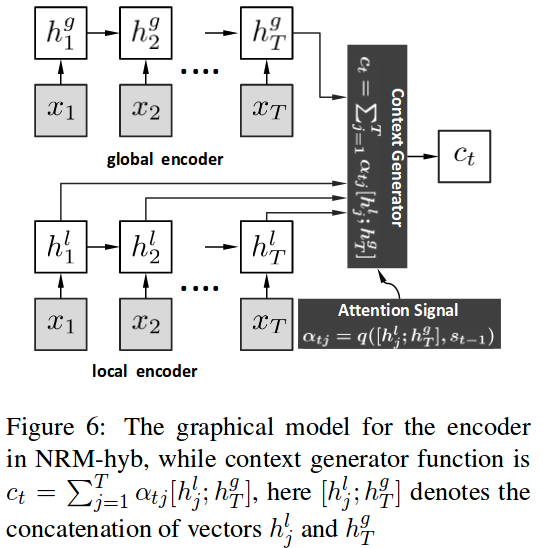 h_1^g h_2^g h_T^g
....
x_1 x_2 x_T
global encoder
c_t = \sum_{j=1}^{T} α_{tj}[h_j^l; h_T^g]
Context Generator
c_t
h_1^l h_2^l h_T^l
....
x_1 x_2 x_T
local encoder
Attention Signal
α_{tj} = q([h_j^l; h_T^g], s_{t-1})
Figure 6: The graphical model for the encoder
in NRM-hyb, while context generator function is
c_t = \sum_{j=1}^{T} α_{tj}[h_j^l; h_T^g], here [h_j^l; h_T^g] denotes the
concatenation of vectors h_j^l and h_T^g